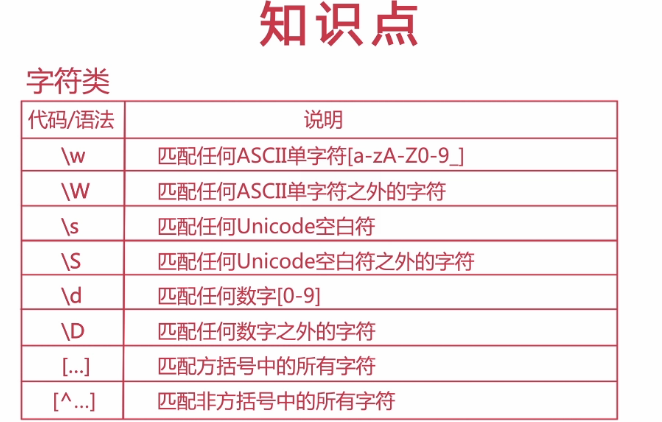 知识点
字符类
代码/语法 说明
\w 匹配任何ASCII单字符[a-zA-Z0-9_]
\W 匹配任何ASCII单字符之外的字符
\s 匹配任何Unicode空白符
\S 匹配任何Unicode空白符之外的字符
\d 匹配任何数字[0-9]
\D 匹配任何数字之外的字符
[...] 匹配方括号中的所有字符
[^...] 匹配非方括号中的所有字符